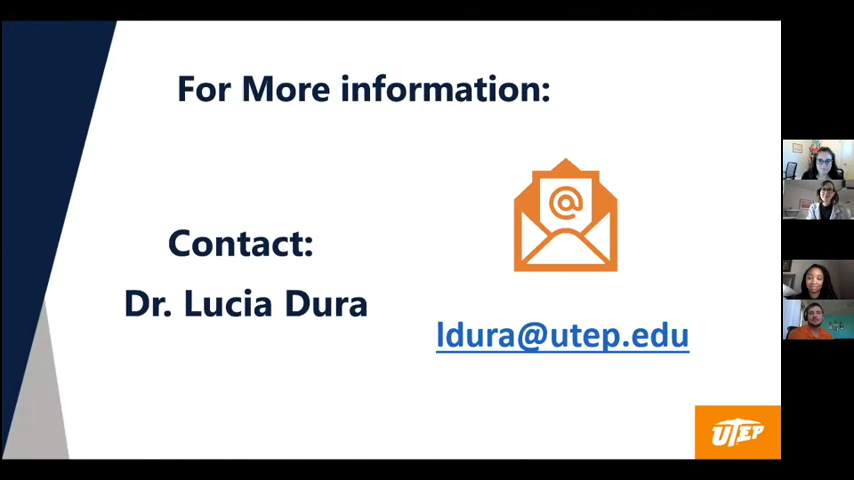 For More information:
Contact:
Dr. Lucia Dura
@
ldura@utep.edu
UTEP